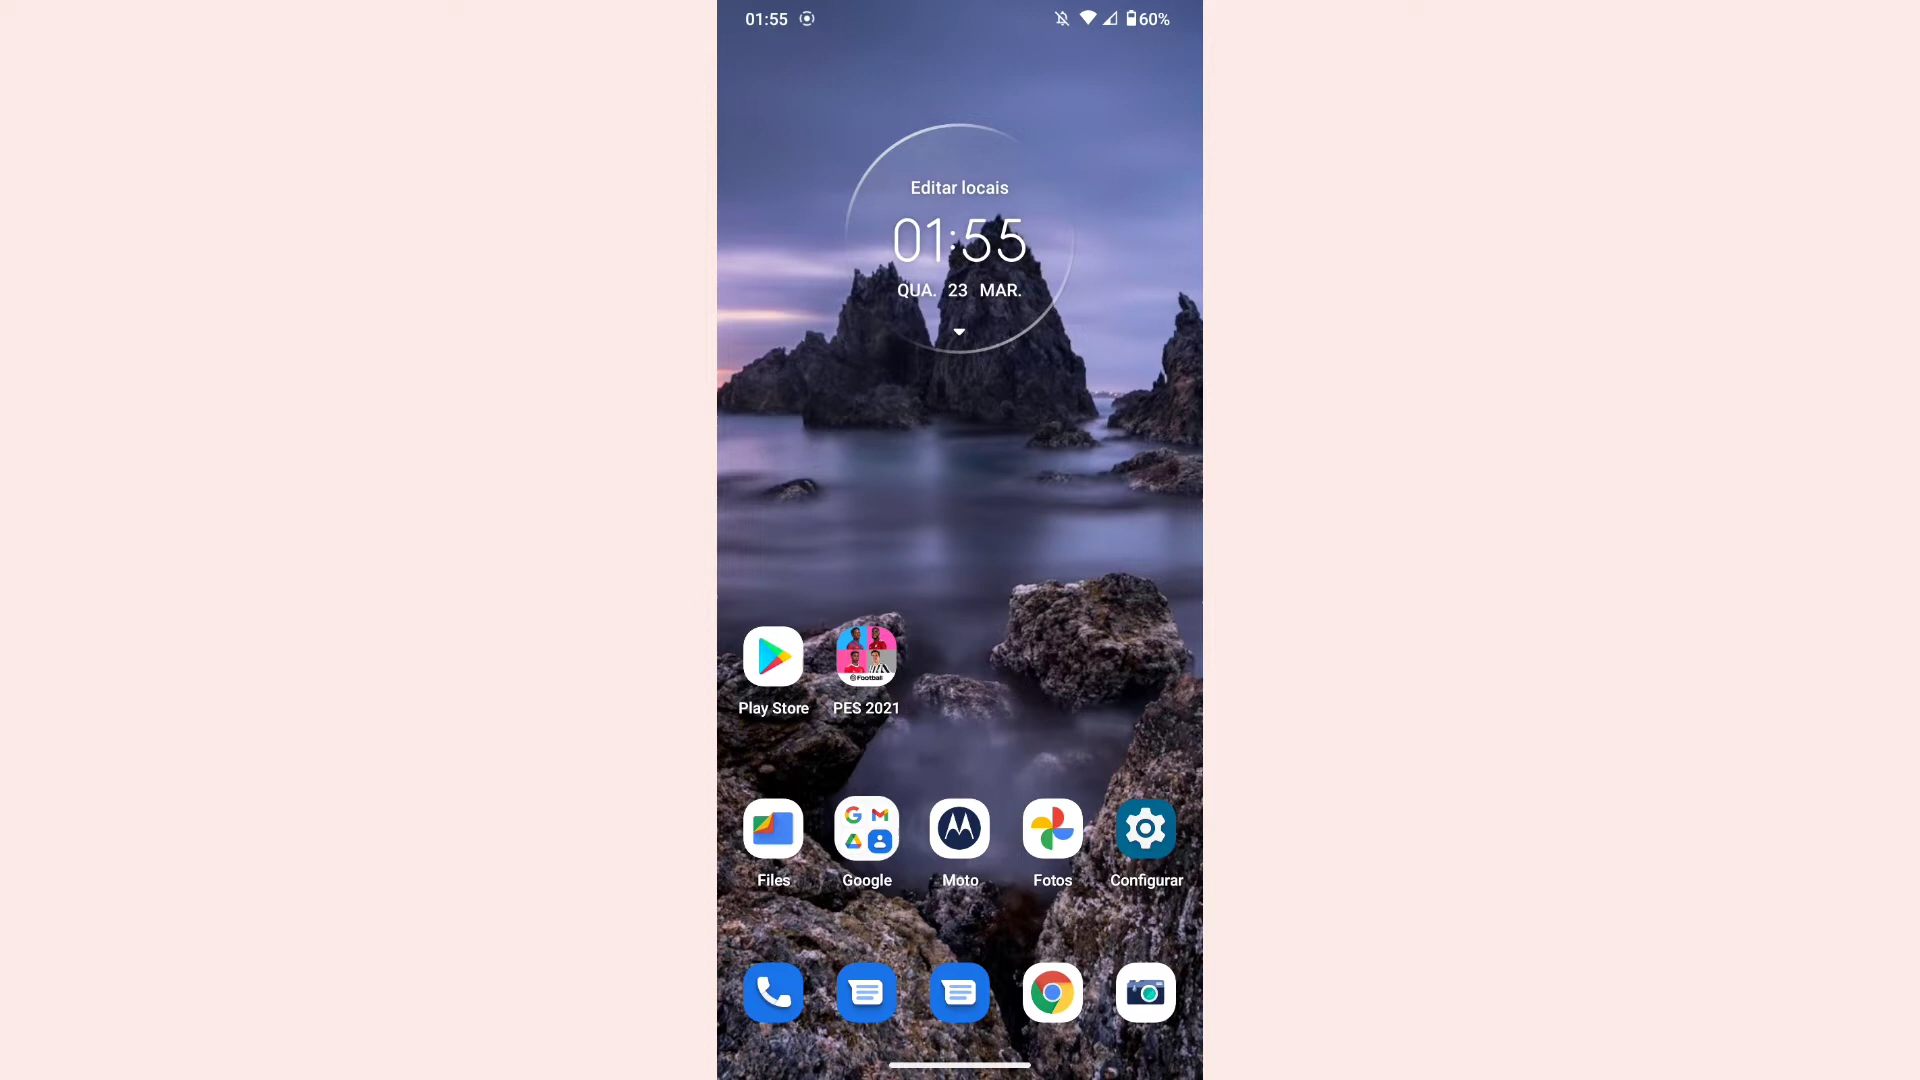 01:55
60%
Editar locais
01:55
QUA. 23 MAR.
Football
Play Store
PES 2021
Files
Google
Moto
Fotos
Configurar